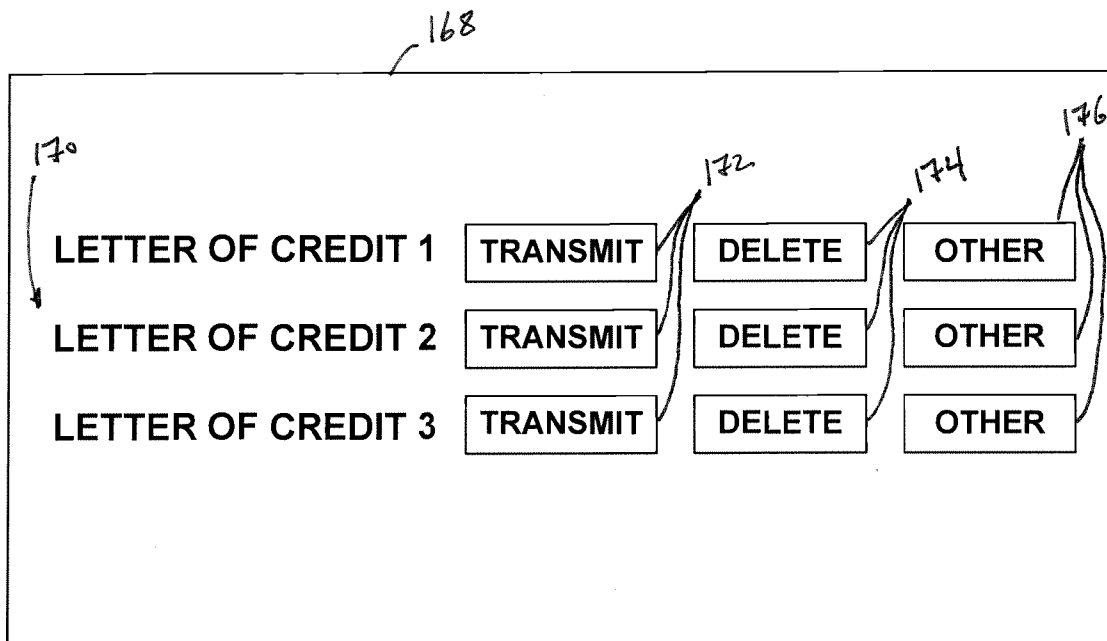 168
170
172
174
176
LETTER OF CREDIT 1 TRANSMIT DELETE OTHER
LETTER OF CREDIT 2 TRANSMIT DELETE OTHER
LETTER OF CREDIT 3 TRANSMIT DELETE OTHER